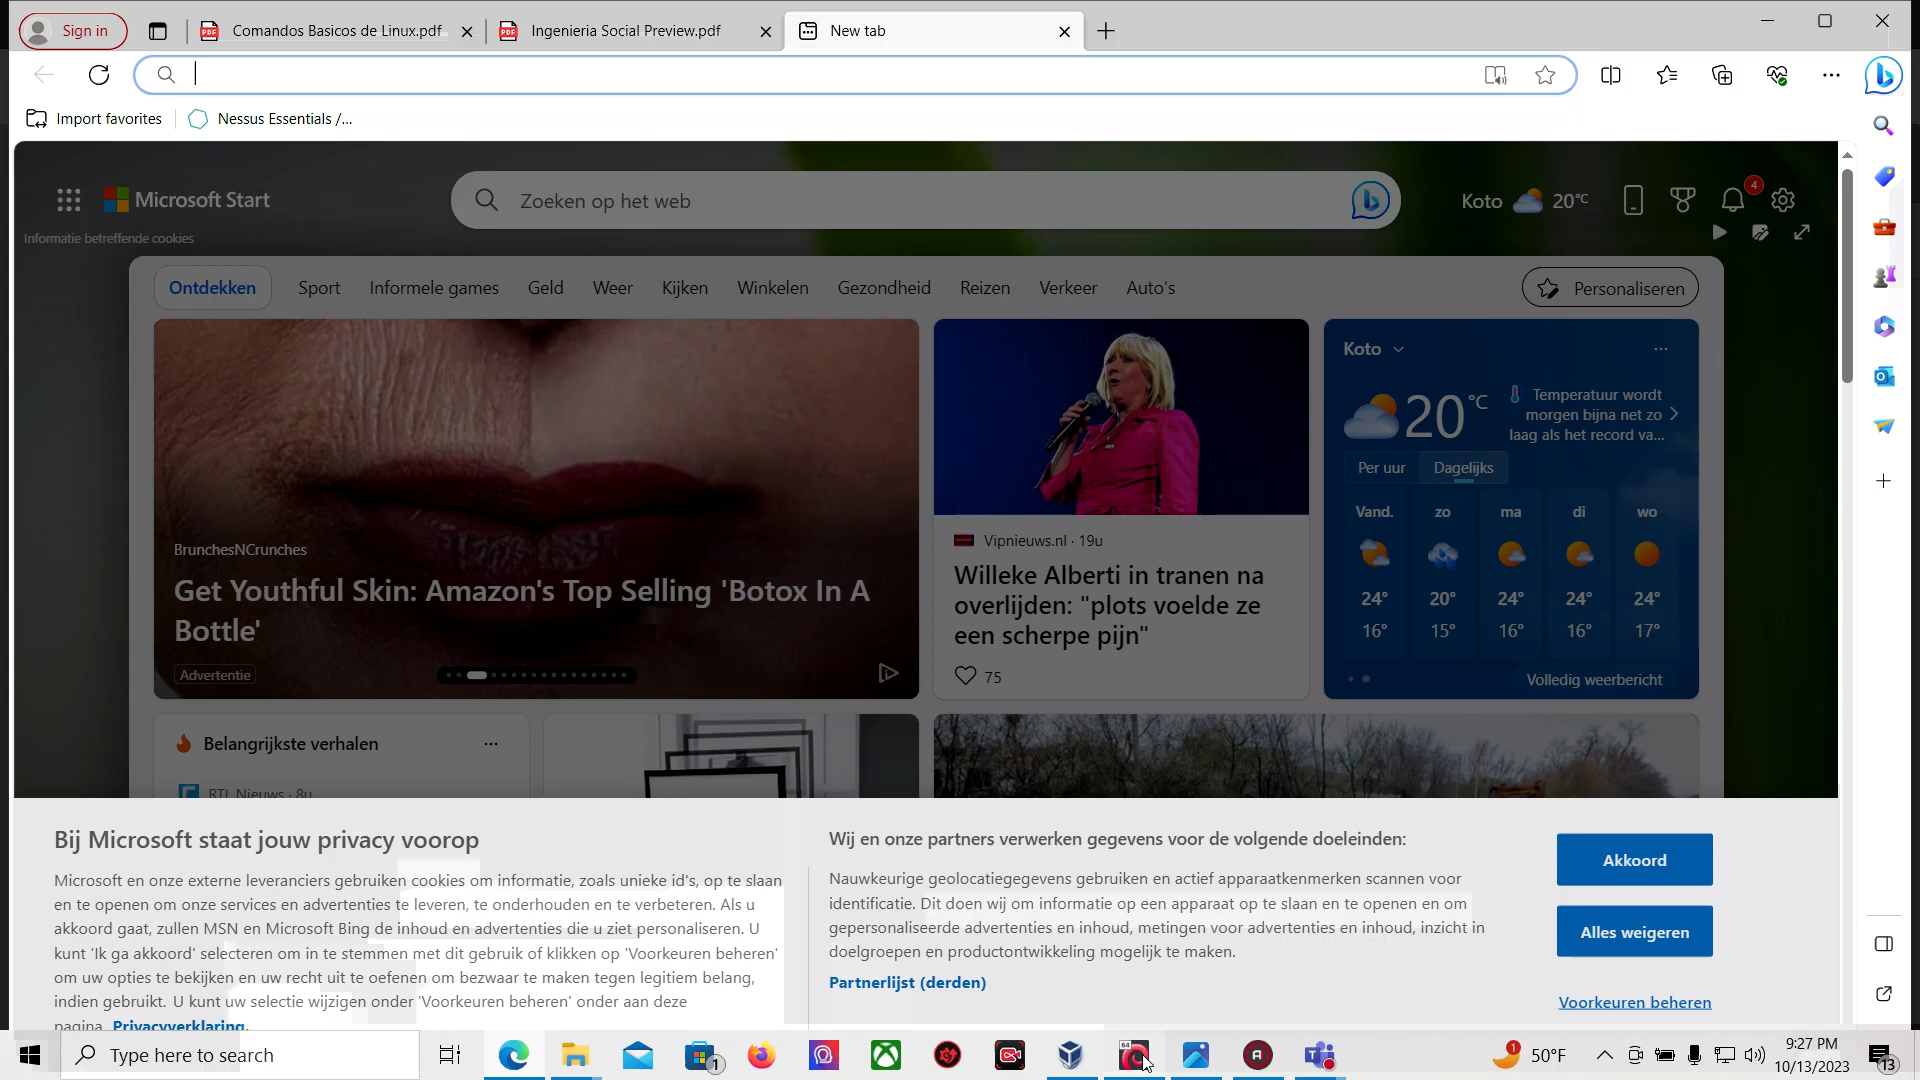 Sign in
Comandos Basicos de Linux.pdf
Ingenieria Social Preview.pdf
New tab
Import favorites
Nessus Essentials /...
Microsoft Start
Zoeken op het web
Koto
20°C
4
Informatie betreffende cookies
Ontdekken
Sport
Informele games
Geld
Weer
Kijken
Winkelen
Gezondheid
Reizen
Verkeer
Auto's
Personaliseren
BrunchesNCrunches
Get Youthful Skin: Amazon's Top Selling 'Botox In A
Bottle'
Advertentie
Vipnieuws.nl · 19u
Willeke Alberti in tranen na
overlijden: "plots voelde ze
een scherpe pijn"
75
Koto
20 °C
Temperatuur wordt
morgen bijna net zo
laag als het record va...
Per uur
Dagelijks
Vand. zo ma di wo
24° 20° 24° 24° 24°
16° 15° 16° 16° 17°
Volledig weerbericht
Belangrijkste verhalen
RTL Nieuws · 8u
Bij Microsoft staat jouw privacy voorop
Microsoft en onze externe leveranciers gebruiken cookies om informatie, zoals unieke id's, op te slaan
en te openen om onze services en advertenties te leveren, te onderhouden en te verbeteren. Als u
akkoord gaat, zullen MSN en Microsoft Bing de inhoud en advertenties die u ziet personaliseren. U
kunt 'Ik ga akkoord' selecteren om in te stemmen met dit gebruik of klikken op 'Voorkeuren beheren'
om uw opties te bekijken en uw recht uit te oefenen om bezwaar te maken tegen legitiem belang,
indien gebruikt. U kunt uw selectie wijzigen onder 'Voorkeuren beheren' onder aan deze
pagina. Privacyverklaring.
Wij en onze partners verwerken gegevens voor de volgende doeleinden:
Nauwkeurige geolocatiegegevens gebruiken en actief apparaatkenmerken scannen voor
identificatie. Dit doen wij om informatie op een apparaat op te slaan en te openen en om
gepersonaliseerde advertenties en inhoud, metingen voor advertenties en inhoud, inzicht in
doelgroepen en productontwikkeling mogelijk te maken.
Partnerlijst (derden)
Akkoord
Alles weigeren
Voorkeuren beheren
Type here to search
1
64
1
50°F
9:27 PM
10/13/2023
13